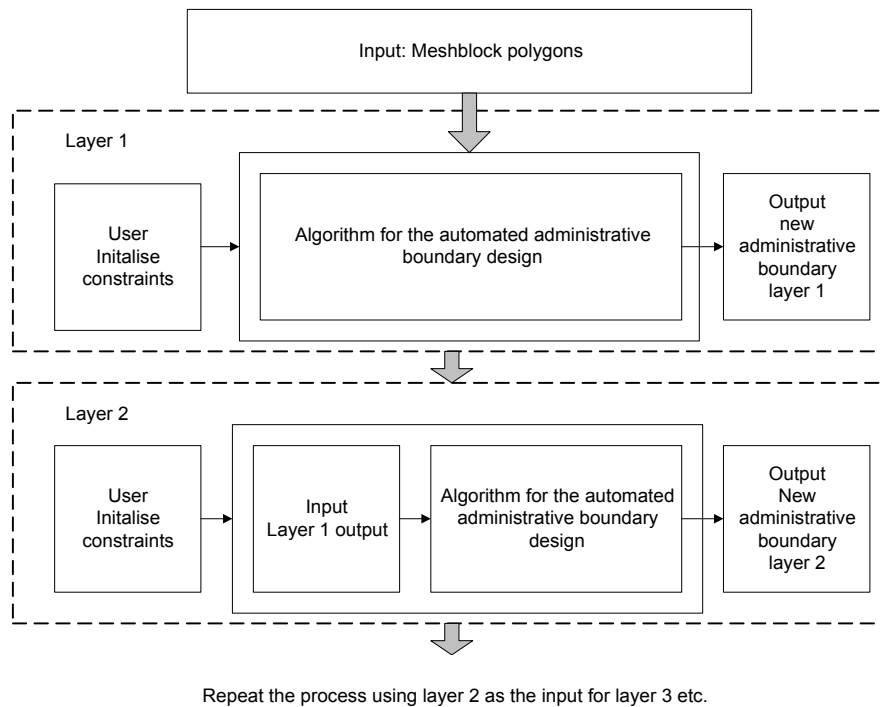 Input: Meshblock polygons
Layer 1
User
Initalise
constraints
Algorithm for the automated administrative
boundary design
Output
new
administrative
boundary
layer 1
Layer 2
User
Initalise
constraints
Input
Layer 1 output
Algorithm for the automated
administrative boundary
design
Output
New
administrative
boundary
layer 2
Repeat the process using layer 2 as the input for layer 3 etc.